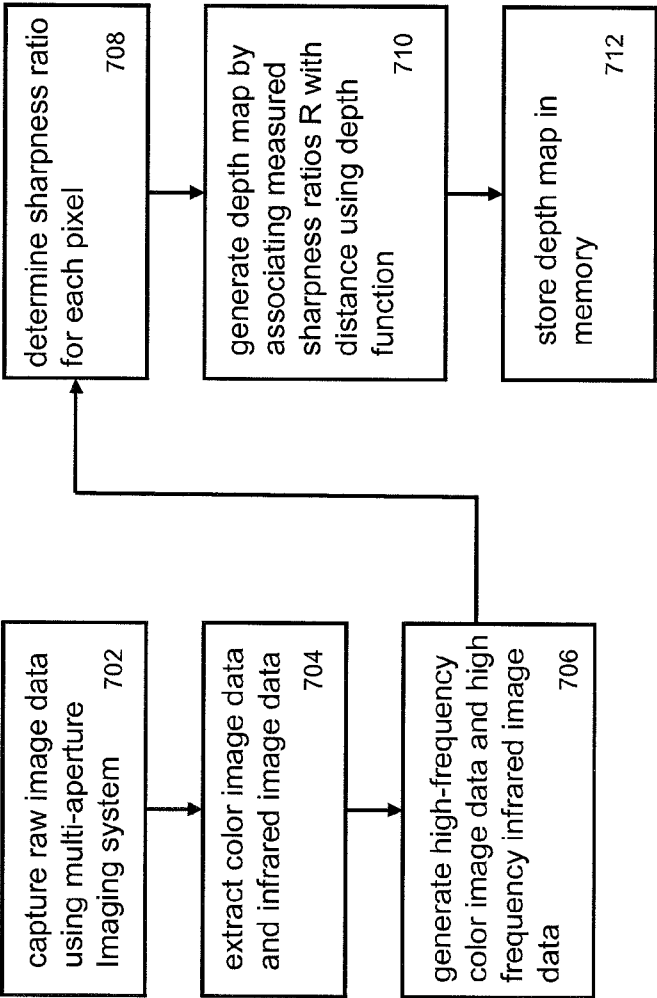 capture raw image data
using multi-aperture
Imaging system 702
extract color image data
and infrared image data
704
generate high-frequency
color image data and high
frequency infrared image
data 706
determine sharpness ratio
for each pixel
708
generate depth map by
associating measured
sharpness ratios R with
distance using depth
function 710
store depth map in
memory
712